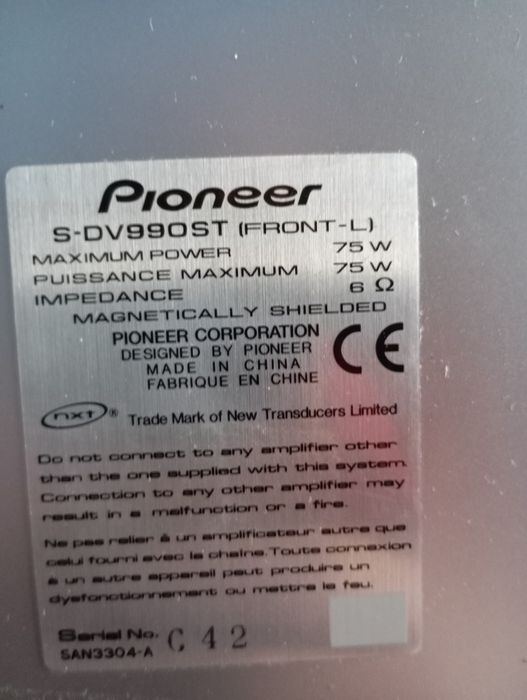 Pioneer
S-DV990ST (FRONT-L)
MAXIMUM POWER 75 W
PUISSANCE MAXIMUM 75 W
IMPEDANCE 6 Ω
MAGNETICALLY SHIELDED
PIONEER CORPORATION
DESIGNED BY PIONEER
MADE IN CHINA
FABRIQUE EN CHINE
CE
nxt® Trade Mark of New Transducers Limited
Do not connect to any amplifier other
than the one supplied with this system.
Connection to any other amplifier may
result in a malfunction or a fire.
Ne pas relier à un amplificateur autre que
celui fourni avec la chaîne. Toute connexion
à un autre appareil peut produire un
dysfonctionnement ou mettre le feu.
Serial No. C 42
SAN3304-A